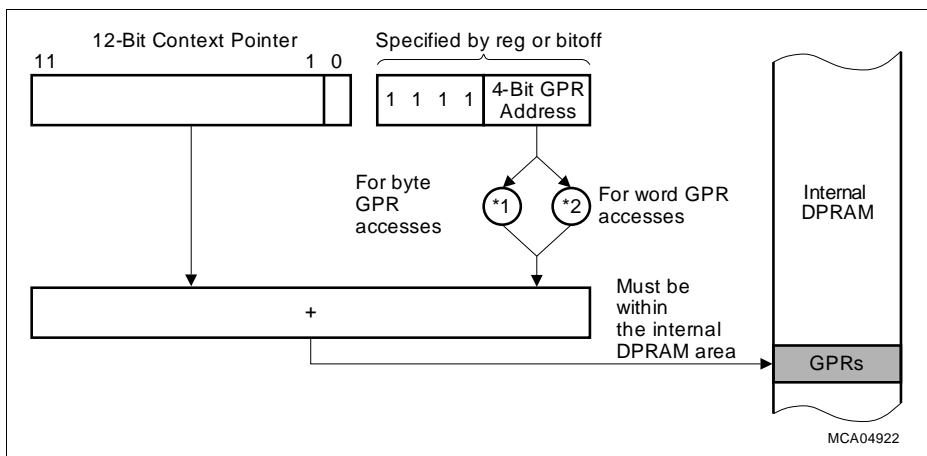 12-Bit Context Pointer
Specified by reg or bitoff
11 1 0
1 1 1 1
4-Bit GPR
Address
For byte
GPR
accesses
*1
*2
For word GPR
accesses
Internal
DPRAM
+
Must be
within
the internal
DPRAM area
GPRs
MCA04922